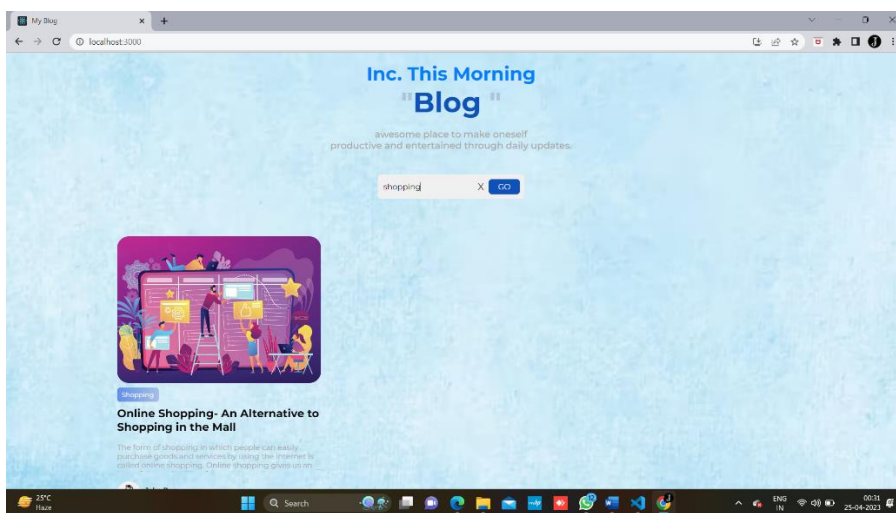 My Blog
localhost:3000
Inc. This Morning
"Blog "
awesome place to make oneself
productive and entertained through daily updates.
shopping X GO
Shopping
Online Shopping- An Alternative to
Shopping in the Mall
The form of shopping in which people can easily
purchase goods and services by using the internet is
called online shopping. Online shopping gives us an
25°C
Haze
Search
ENG
IN
00:31
25-04-2023